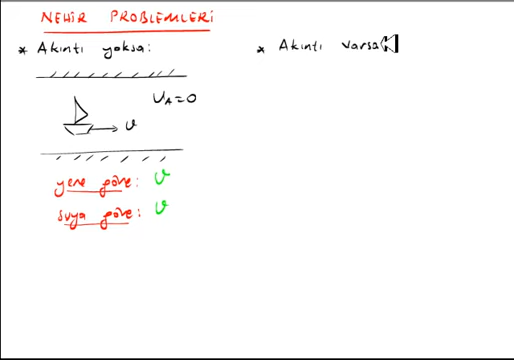 NEHİR PROBLEMLERİ
* Akıntı yoksa:
* Akıntı varsa
V_A=0
v
yere göre: v
suya göre: v